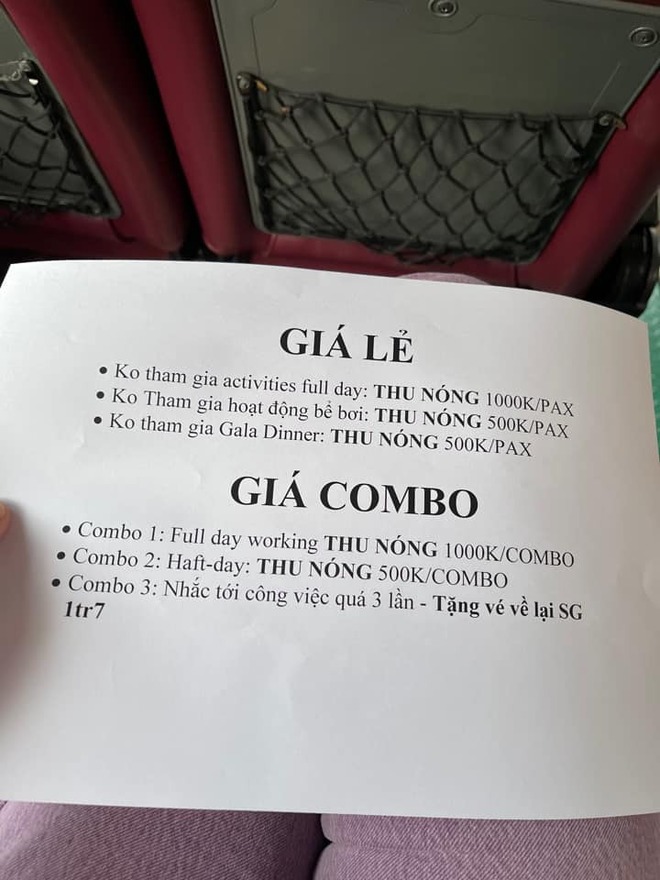 GIÁ LẺ
• Ko tham gia activities full day: THU NÓNG 1000K/PAX
• Ko Tham gia hoạt động bể bơi: THU NÓNG 500K/PAX
• Ko tham gia Gala Dinner: THU NÓNG 500K/PAX
GIÁ COMBO
• Combo 1: Full day working THU NÓNG 1000K/COMBO
• Combo 2: Haft-day: THU NÓNG 500K/COMBO
• Combo 3: Nhắc tới công việc quá 3 lần - Tặng vé về lại SG
1tr7